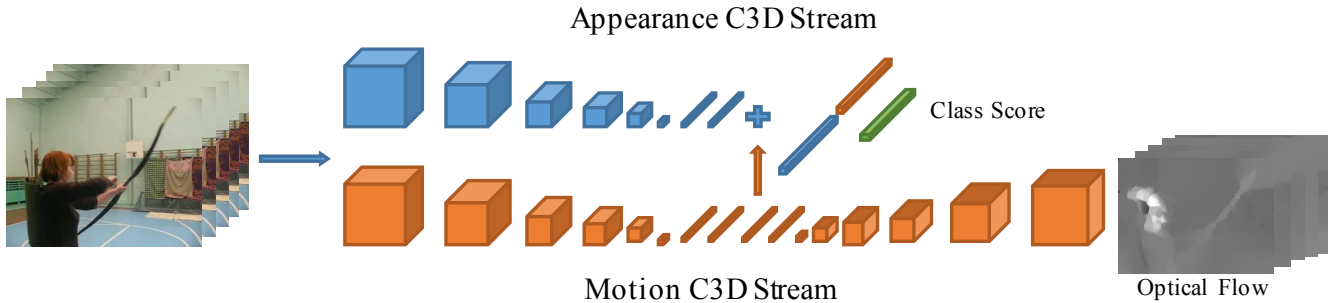 Appearance C3D Stream
Class Score
Optical Flow
Motion C3D Stream